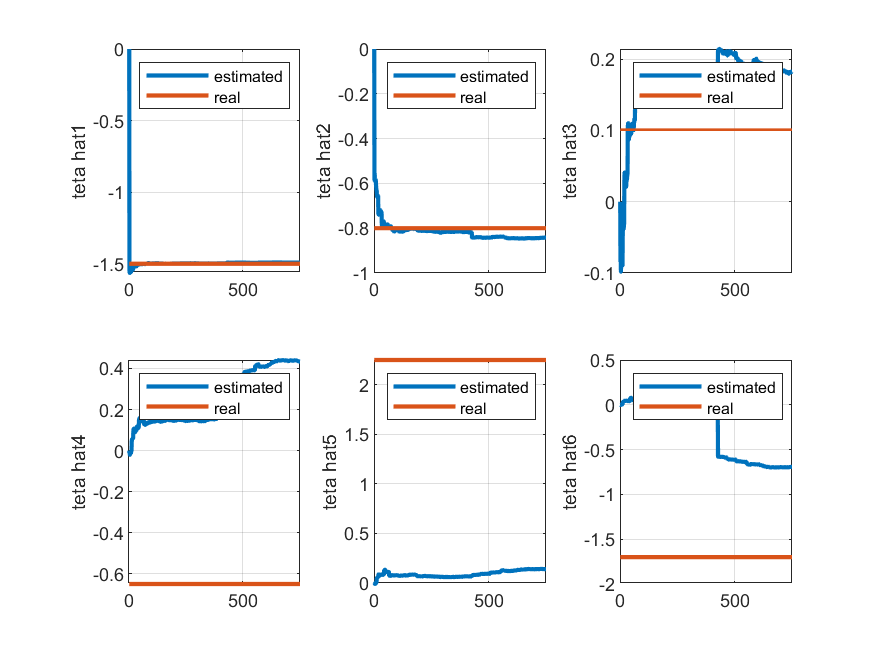 0
-0.5
-1
-1.5
0
500
teta hat1
estimated
real
0
-0.2
-0.4
-0.6
-0.8
-1
0
500
teta hat2
estimated
real
0.2
0.1
0
-0.1
0
500
teta hat3
estimated
real
0.4
0.2
0
-0.2
-0.4
-0.6
0
500
teta hat4
estimated
real
2
1.5
1
0.5
0
0
500
teta hat5
estimated
real
0.5
0
-0.5
-1
-1.5
-2
0
500
teta hat6
estimated
real